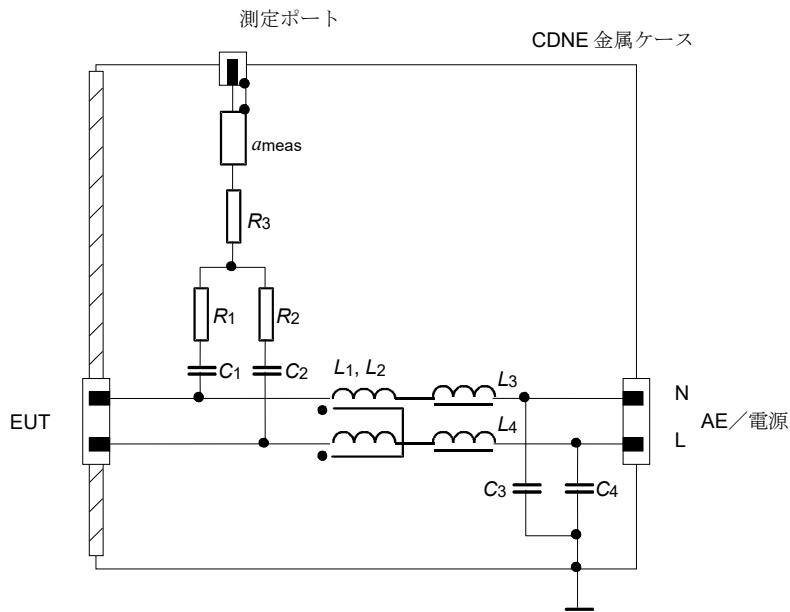 測定ポート
CDNE 金属ケース
ameas
R3
R1
R2
C1
C2
L1, L2
L3
N
EUT
L4
L
AE／電源
C3
C4